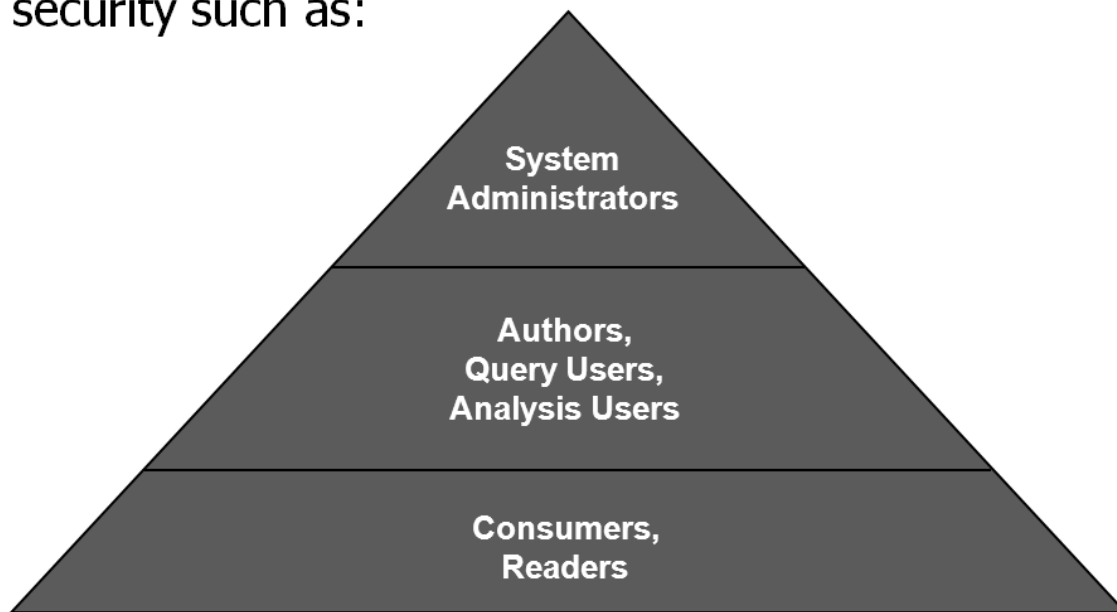 security such as:
System
Administrators
Authors,
Query Users,
Analysis Users
Consumers,
Readers